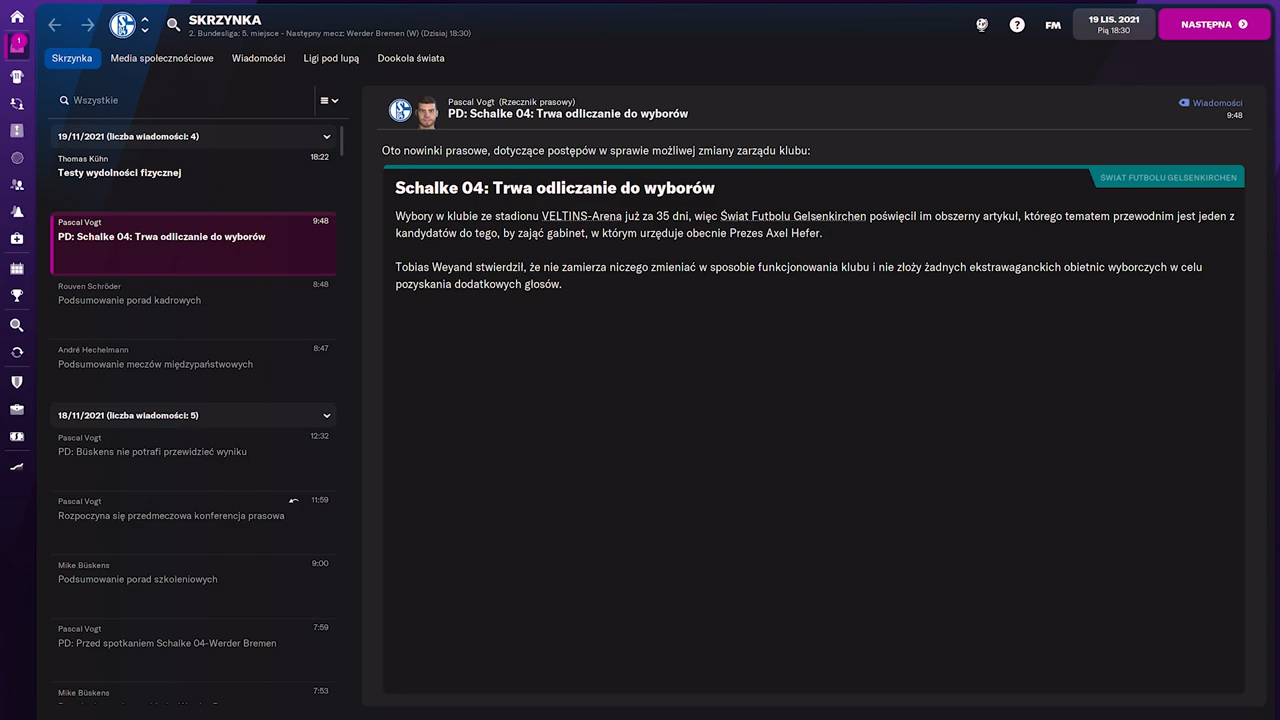 SKRZYNKA
2. Bundesliga: 5. miejsce - Następny mecz: Werder Bremen (W) (Dzisiaj 18:30)
FM
19 LIS. 2021
Pią 18:30
NASTĘPNA
1
Skrzynka
Media społecznościowe
Wiadomości
Ligi pod lupą
Dookoła świata
Wszystkie
19/11/2021 (liczba wiadomości: 4)
Thomas Kühn 18:22
Testy wydolności fizycznej
Pascal Vogt 9:48
PD: Schalke 04: Trwa odliczanie do wyborów
Rouven Schröder 8:48
Podsumowanie porad kadrowych
André Hechelmann 8:47
Podsumowanie meczów międzypaństwowych
18/11/2021 (liczba wiadomości: 5)
Pascal Vogt 12:32
PD: Büskens nie potrafi przewidzieć wyniku
Pascal Vogt 11:59
Rozpoczyna się przedmeczowa konferencja prasowa
Mike Büskens 9:00
Podsumowanie porad szkoleniowych
Pascal Vogt 7:59
PD: Przed spotkaniem Schalke 04-Werder Bremen
Mike Büskens 7:53
Pascal Vogt (Rzecznik prasowy)
PD: Schalke 04: Trwa odliczanie do wyborów
Wiadomości
9:48
Oto nowinki prasowe, dotyczące postępów w sprawie możliwej zmiany zarządu klubu:
ŚWIAT FUTBOLU GELSENKIRCHEN
Schalke 04: Trwa odliczanie do wyborów
Wybory w klubie ze stadionu VELTINS-Arena już za 35 dni, więc Świat Futbolu Gelsenkirchen poświęcił im obszerny artykuł, którego tematem przewodnim jest jeden z
kandydatów do tego, by zająć gabinet, w którym urzęduje obecnie Prezes Axel Hefer.
Tobias Weyand stwierdził, że nie zamierza niczego zmieniać w sposobie funkcjonowania klubu i nie złoży żadnych ekstrawaganckich obietnic wyborczych w celu
pozyskania dodatkowych głosów.